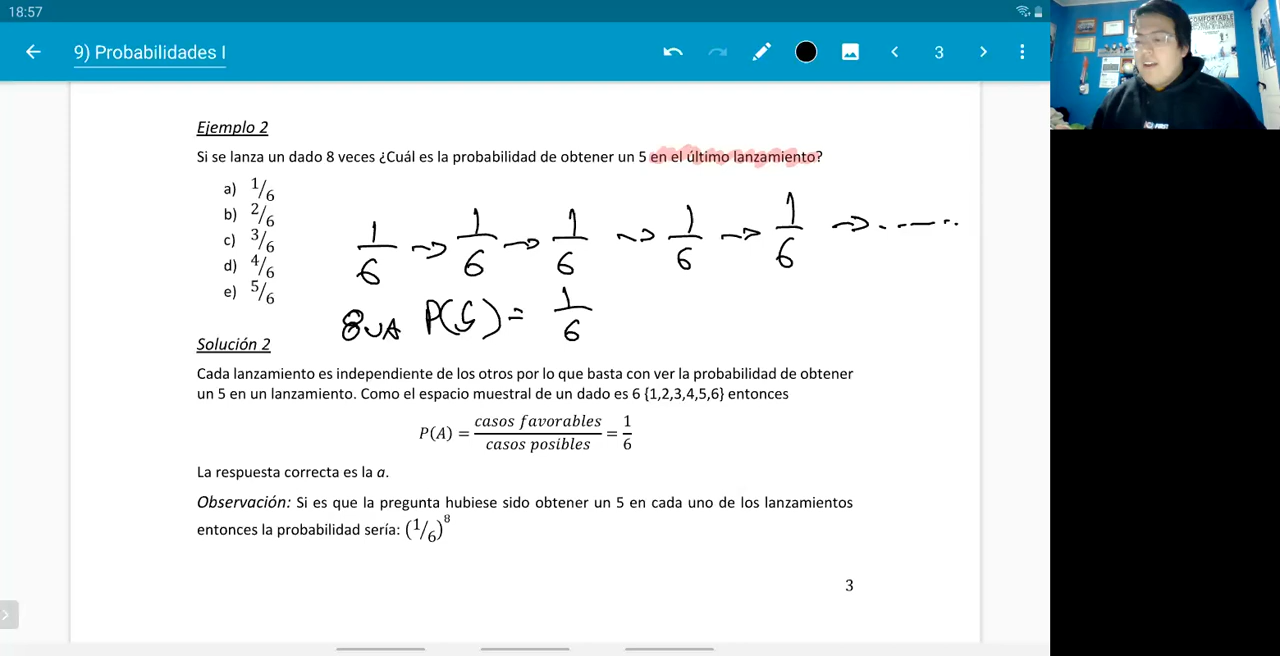 18:57
9) Probabilidades I
3
Ejemplo 2
Si se lanza un dado 8 veces ¿Cuál es la probabilidad de obtener un 5 en el último lanzamiento?
a) 1/6
b) 2/6
c) 3/6
d) 4/6
e) 5/6
1/6 → 1/6 → 1/6 → 1/6 → 1/6 → .....
8va P(5) = 1/6
Solución 2
Cada lanzamiento es independiente de los otros por lo que basta con ver la probabilidad de obtener
un 5 en un lanzamiento. Como el espacio muestral de un dado es 6 {1,2,3,4,5,6} entonces
P(A) = casos favorables / casos posibles = 1/6
La respuesta correcta es la a.
Observación: Si es que la pregunta hubiese sido obtener un 5 en cada uno de los lanzamientos
entonces la probabilidad sería: (1/6)^8
3